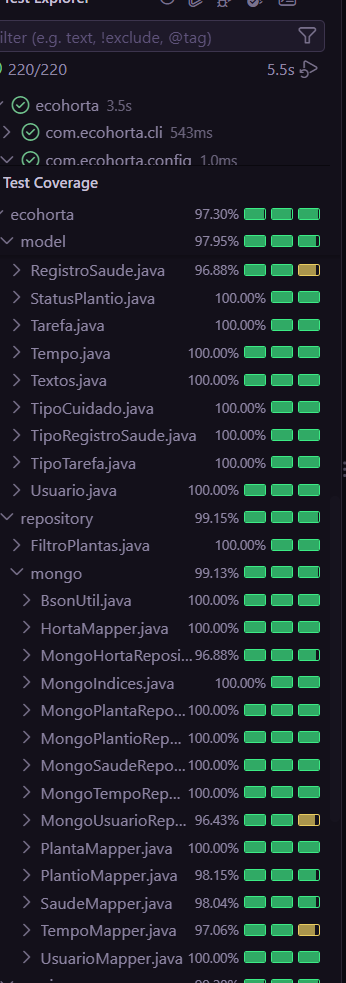 ilter (e.g. text, !exclude, @tag)
220/220 5.5s
ecohorta 3.5s
com.ecohorta.cli 543ms
com.ecohorta.config 1.0ms
Test Coverage
ecohorta 97.30%
model 97.95%
RegistroSaude.java 96.88%
StatusPlantio.java 100.00%
Tarefa.java 100.00%
Tempo.java 100.00%
Textos.java 100.00%
TipoCuidado.java 100.00%
TipoRegistroSaude.java 100.00%
TipoTarefa.java 100.00%
Usuario.java 100.00%
repository 99.15%
FiltroPlantas.java 100.00%
mongo 99.13%
BsonUtil.java 100.00%
HortaMapper.java 100.00%
MongoHortaReposi... 96.88%
MongoIndices.java 100.00%
MongoPlantaRepo... 100.00%
MongoPlantioRep... 100.00%
MongoSaudeRepo... 100.00%
MongoTempoRep... 100.00%
MongoUsuarioRep... 96.43%
PlantaMapper.java 100.00%
PlantioMapper.java 98.15%
SaudeMapper.java 98.04%
TempoMapper.java 97.06%
UsuarioMapper.java 100.00%